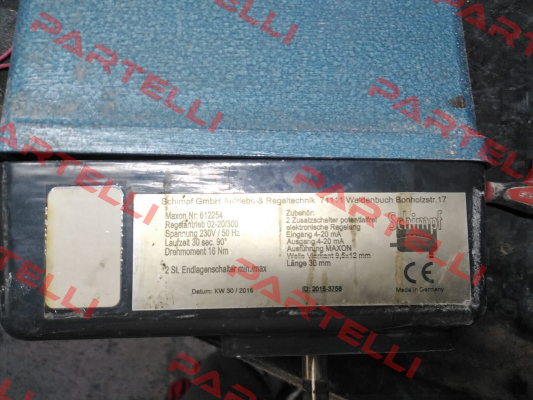 Schimpf GmbH Antriebs- & Regeltechnik 71111 Waldenbuch Bonholzstr.17
Maxon Nr: 612254
Regelantrieb 02-20/300
Spannung 230V / 50 Hz
Laufzeit 30 sec. 90°
Drehmoment 16 Nm
2 St. Endlagenschalter min/max
Datum: KW 30 / 2016
Zubehör:
2 Zusatzschalter potentialfrei
elektronische Regelung
Eingang 4-20 mA
Ausgang 4-20 mA
Ausführung MAXON
Welle Vierkant 9,5x12 mm
Länge 30 mm
ID: 2016-3756
Schimpf
CE
Made in Germany
PARTELLI
PARTELLI
PARTELLI
PARTELLI
PARTELLI
PARTELLI
PARTELLI
PARTELLI